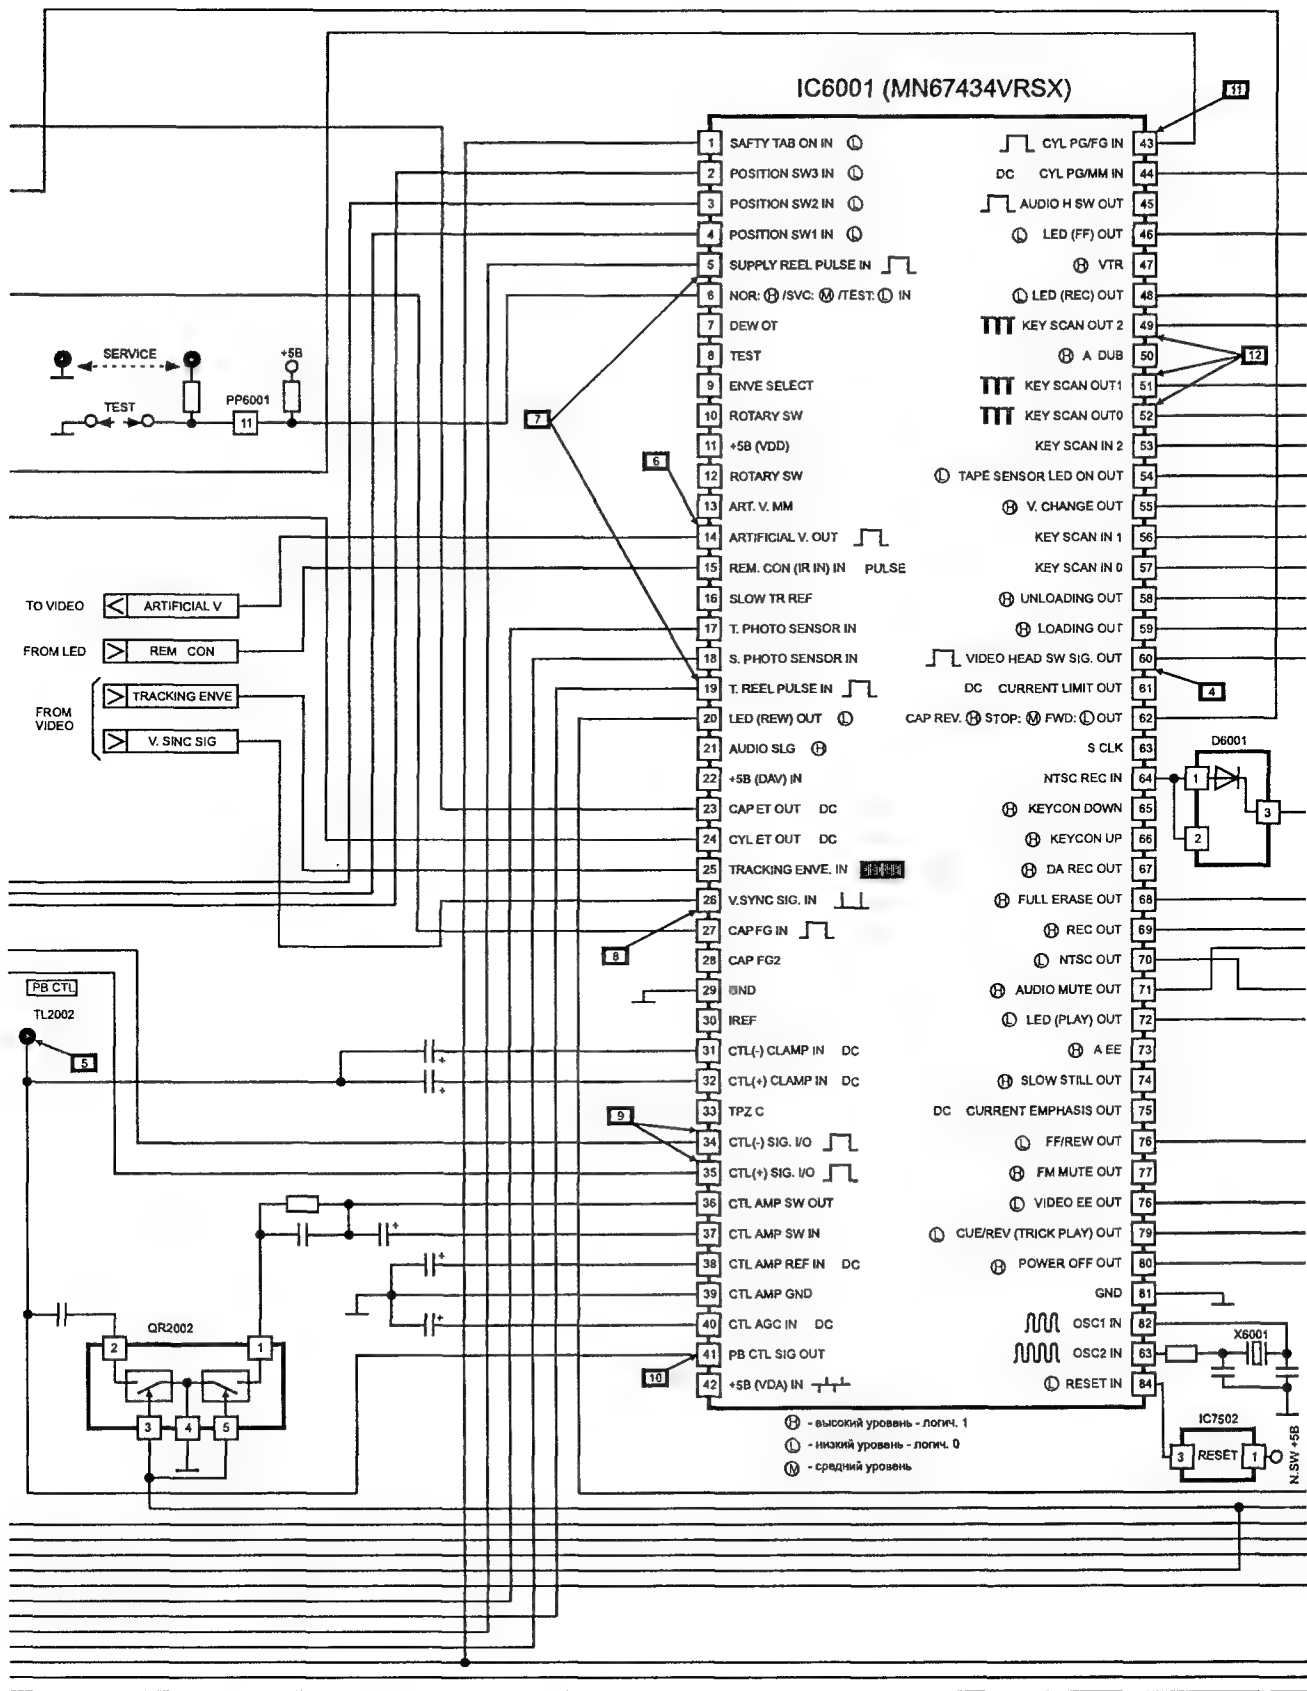 IC6001 (MN67434VRSX)
11
1 SAFTY TAB ON IN Ⓛ
2 POSITION SW3 IN Ⓛ
3 POSITION SW2 IN Ⓛ
4 POSITION SW1 IN Ⓛ
5 SUPPLY REEL PULSE IN
6 NOR: Ⓗ /SVC: Ⓜ /TEST: Ⓛ IN
7 DEW OT
8 TEST
9 ENVE SELECT
10 ROTARY SW
11 +5B (VDD)
12 ROTARY SW
13 ART. V. MM
14 ARTIFICIAL V. OUT
15 REM. CON (IR IN) IN PULSE
16 SLOW TR REF
17 T. PHOTO SENSOR IN
18 S. PHOTO SENSOR IN
19 T. REEL PULSE IN
20 LED (REW) OUT Ⓛ
21 AUDIO SLG Ⓗ
22 +5B (DAV) IN
23 CAP ET OUT DC
24 CYL ET OUT DC
25 TRACKING ENVE. IN
26 V.SYNC SIG. IN
27 CAP FG IN
28 CAP FG2
29 GND
30 IREF
31 CTL(-) CLAMP IN DC
32 CTL(+) CLAMP IN DC
33 TPZ C
34 CTL(-) SIG. I/O
35 CTL(+) SIG. I/O
36 CTL AMP SW OUT
37 CTL AMP SW IN
38 CTL AMP REF IN DC
39 CTL AMP GND
40 CTL AGC IN DC
41 PB CTL SIG OUT
42 +5B (VDA) IN
CYL PG/FG IN 43
DC CYL PG/MM IN 44
AUDIO H SW OUT 45
Ⓛ LED (FF) OUT 46
Ⓗ VTR 47
Ⓛ LED (REC) OUT 48
KEY SCAN OUT 2 49
Ⓗ A DUB 50
KEY SCAN OUT1 51
KEY SCAN OUT0 52
KEY SCAN IN 2 53
Ⓛ TAPE SENSOR LED ON OUT 54
Ⓗ V. CHANGE OUT 55
KEY SCAN IN 1 56
KEY SCAN IN 0 57
Ⓗ UNLOADING OUT 58
Ⓗ LOADING OUT 59
VIDEO HEAD SW SIG. OUT 60
DC CURRENT LIMIT OUT 61
CAP REV. Ⓗ STOP: Ⓜ FWD: Ⓛ OUT 62
S CLK 63
NTSC REC IN 64
Ⓗ KEYCON DOWN 65
Ⓗ KEYCON UP 66
Ⓗ DA REC OUT 67
Ⓗ FULL ERASE OUT 68
Ⓗ REC OUT 69
Ⓛ NTSC OUT 70
Ⓗ AUDIO MUTE OUT 71
Ⓛ LED (PLAY) OUT 72
Ⓗ A EE 73
Ⓗ SLOW STILL OUT 74
DC CURRENT EMPHASIS OUT 75
Ⓛ FF/REW OUT 76
Ⓗ FM MUTE OUT 77
Ⓛ VIDEO EE OUT 76
Ⓛ CUE/REV (TRICK PLAY) OUT 79
Ⓗ POWER OFF OUT 80
GND 81
OSC1 IN 82
OSC2 IN 63
Ⓛ RESET IN 84
SERVICE
+5B
TEST
PP6001
11
7
6
12
4
TO VIDEO
< ARTIFICIAL V
FROM LED
> REM CON
FROM
VIDEO
> TRACKING ENVE
> V. SINC SIG
D6001
1
2
3
8
PB CTL
TL2002
5
9
10
QR2002
2
1
3
4
5
X6001
IC7502
3 RESET 1
N.SW +5B
Ⓗ - высокий уровень - логич. 1
Ⓛ - низкий уровень - логич. 0
Ⓜ - средний уровень